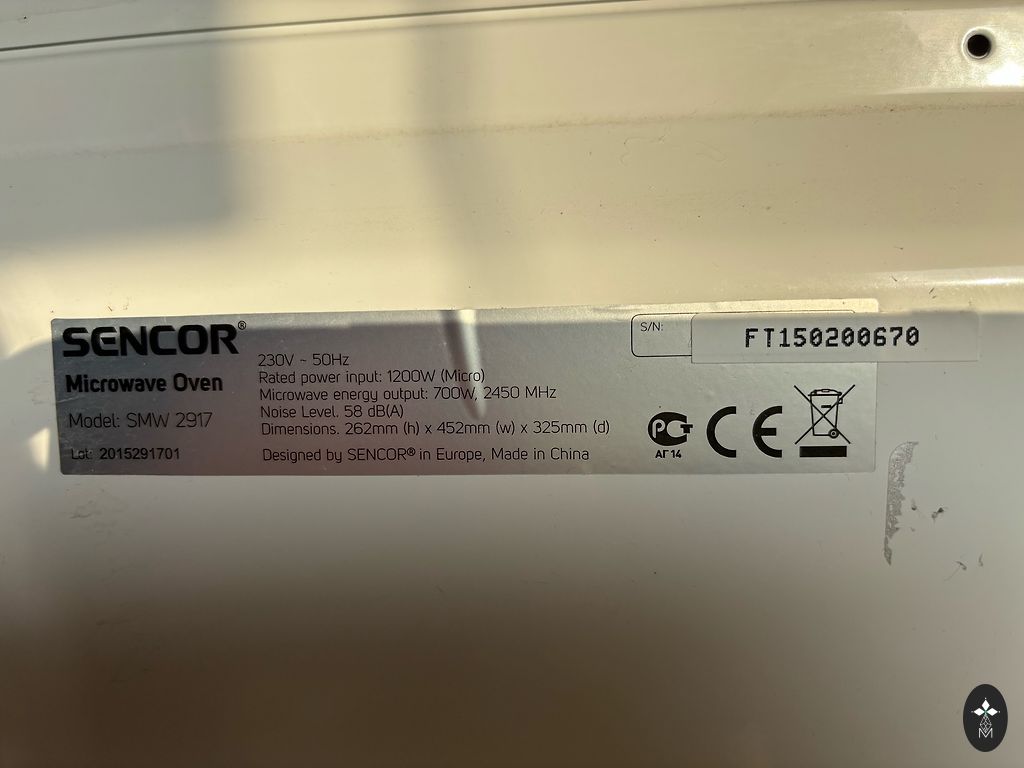 SENCOR®
Microwave Oven
Model: SMW 2917
Lot: 2015291701
230V ~ 50Hz
Rated power input: 1200W (Micro)
Microwave energy output: 700W, 2450 MHz
Noise Level. 58 dB(A)
Dimensions. 262mm (h) x 452mm (w) x 325mm (d)
Designed by SENCOR® in Europe, Made in China
S/N:
FT150200670
РСТ
АГ14
CE
M